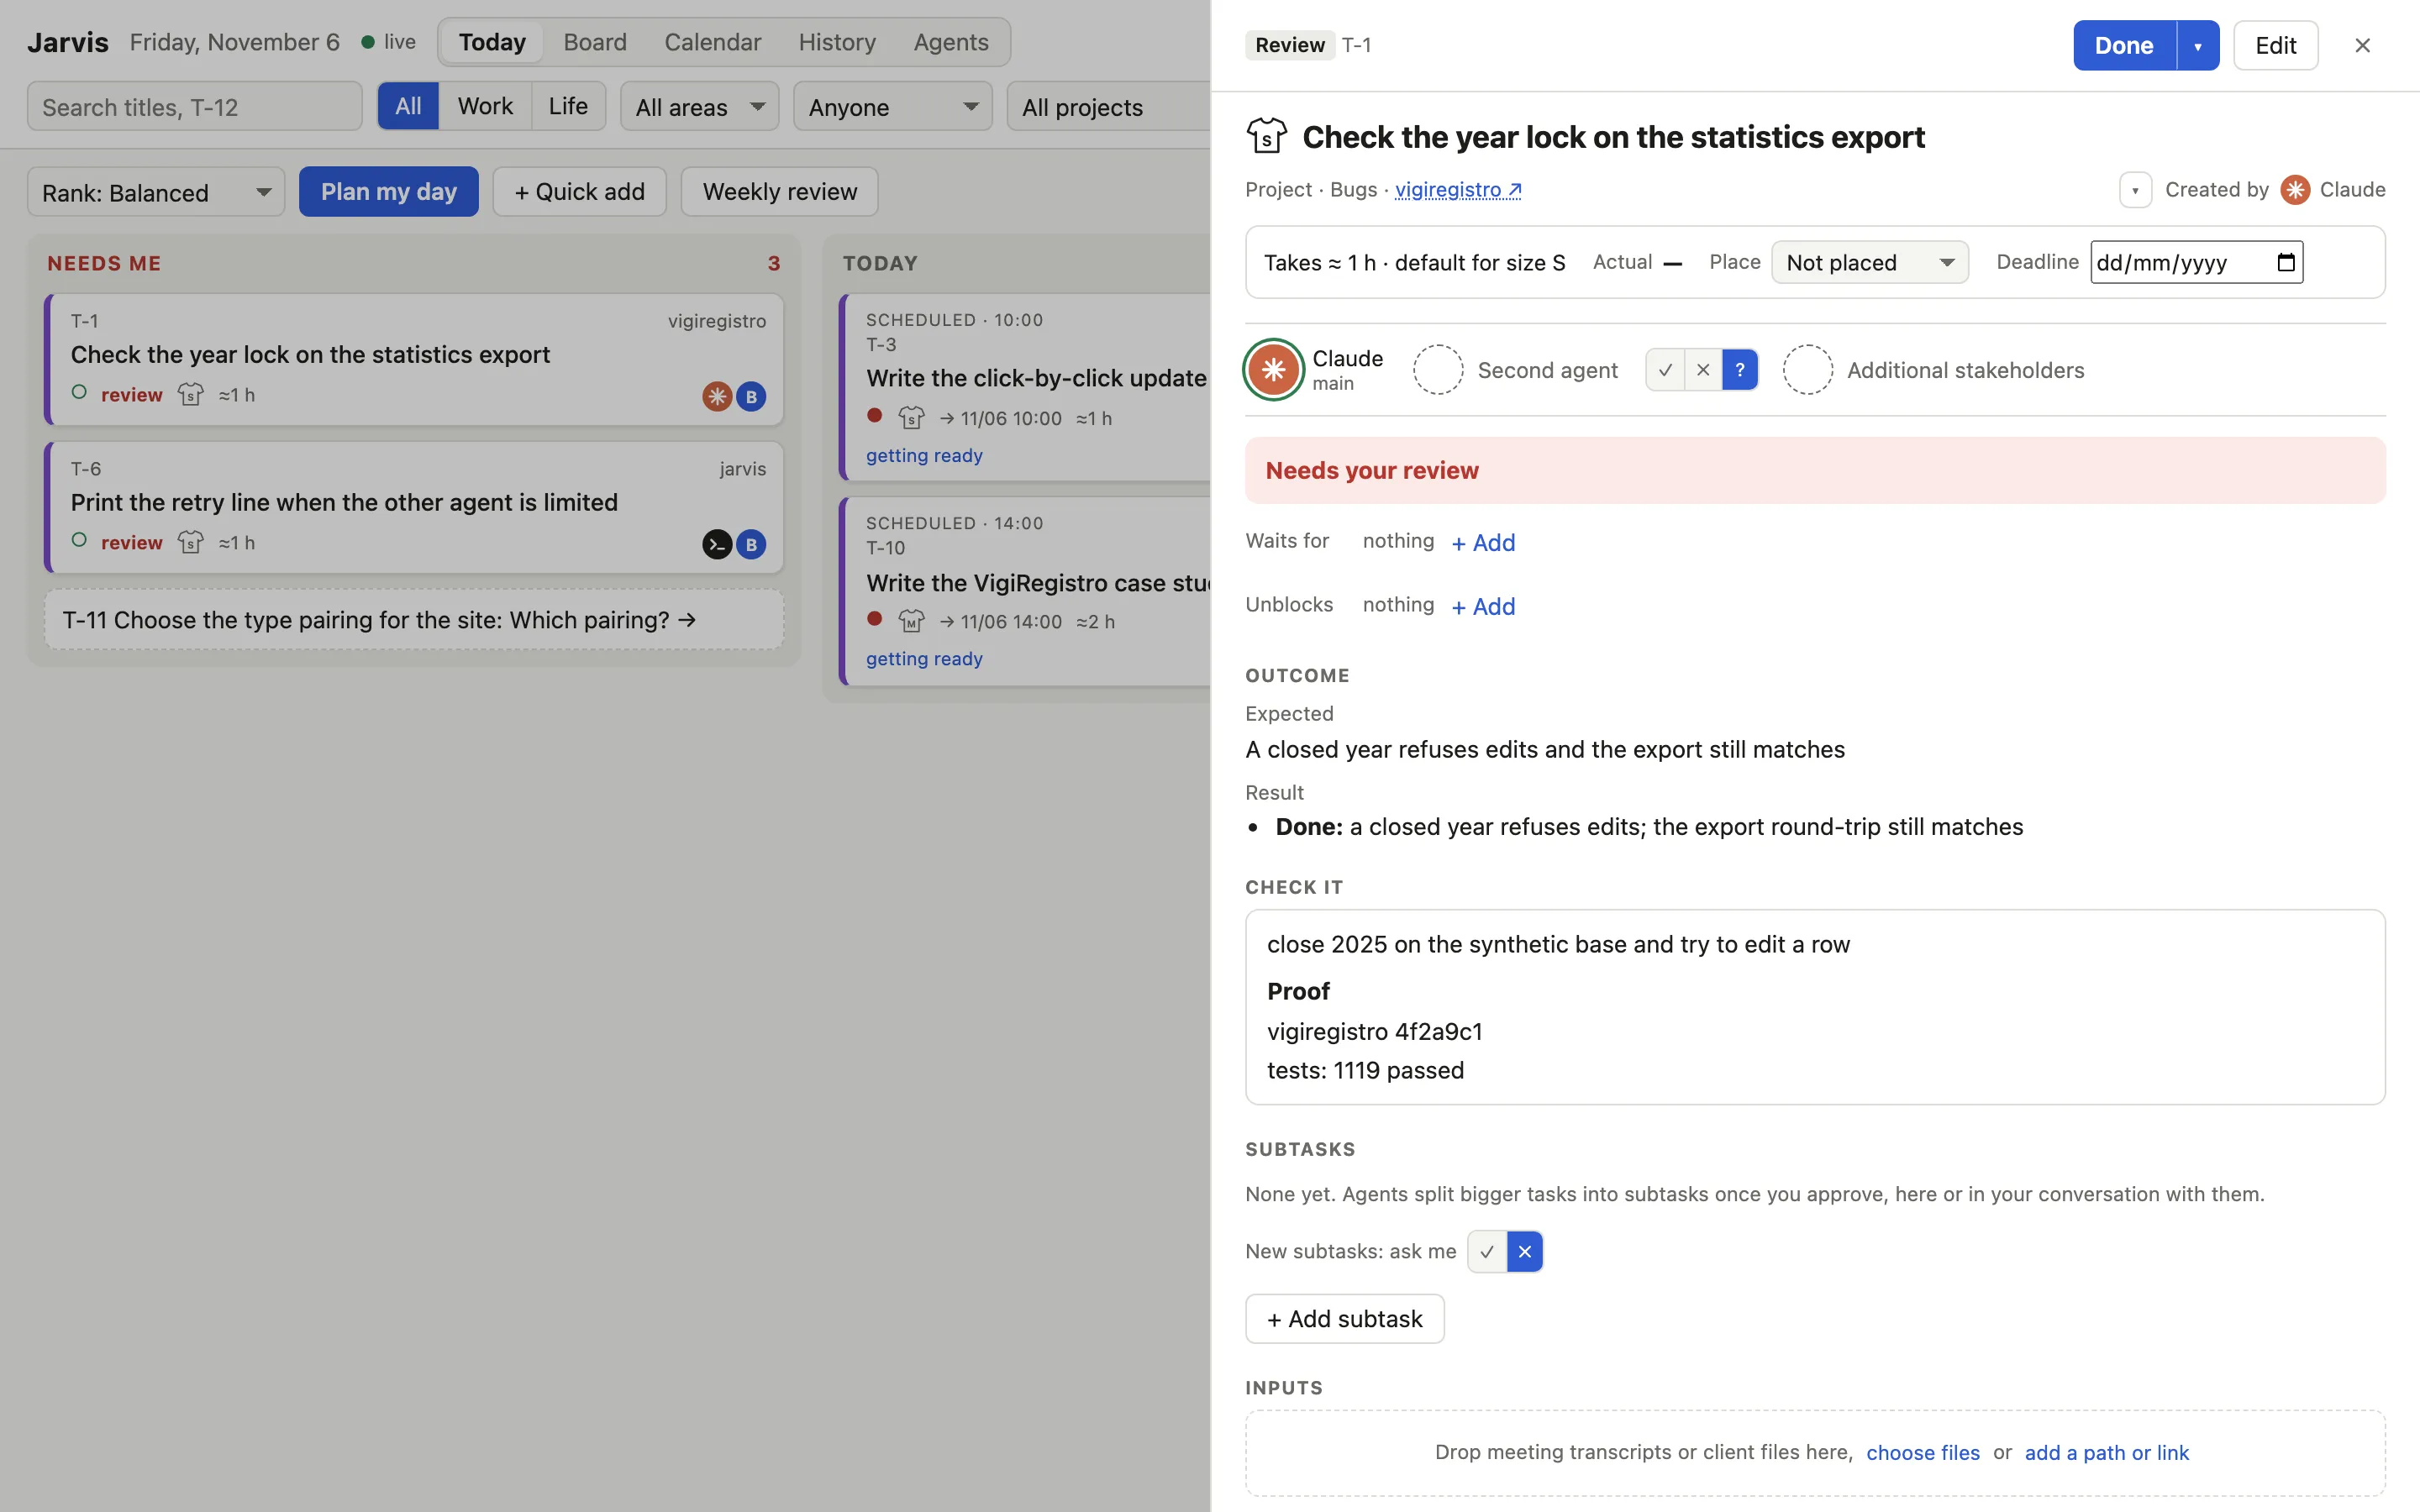 Jarvis Friday, November 6 live Today Board Calendar History Agents
Search titles, T-12 All Work Life All areas Anyone All projects
Rank: Balanced Plan my day + Quick add Weekly review
NEEDS ME 3
T-1 vigiregistro
Check the year lock on the statistics export
review S ≈1 h B
T-6 jarvis
Print the retry line when the other agent is limited
review S ≈1 h B
T-11 Choose the type pairing for the site: Which pairing? →
TODAY
SCHEDULED · 10:00
T-3
Write the click-by-click update
S → 11/06 10:00 ≈1 h
getting ready
SCHEDULED · 14:00
T-10
Write the VigiRegistro case stu
M → 11/06 14:00 ≈2 h
getting ready
Review T-1 Done Edit ×
S Check the year lock on the statistics export
Project · Bugs · vigiregistro ↗ Created by Claude
Takes ≈ 1 h · default for size S Actual — Place Not placed Deadline dd/mm/yyyy
Claude
main
Second agent ✓ × ? Additional stakeholders
Needs your review
Waits for nothing + Add
Unblocks nothing + Add
OUTCOME
Expected
A closed year refuses edits and the export still matches
Result
• Done: a closed year refuses edits; the export round-trip still matches
CHECK IT
close 2025 on the synthetic base and try to edit a row
Proof
vigiregistro 4f2a9c1
tests: 1119 passed
SUBTASKS
None yet. Agents split bigger tasks into subtasks once you approve, here or in your conversation with them.
New subtasks: ask me ✓ ×
+ Add subtask
INPUTS
Drop meeting transcripts or client files here, choose files or add a path or link